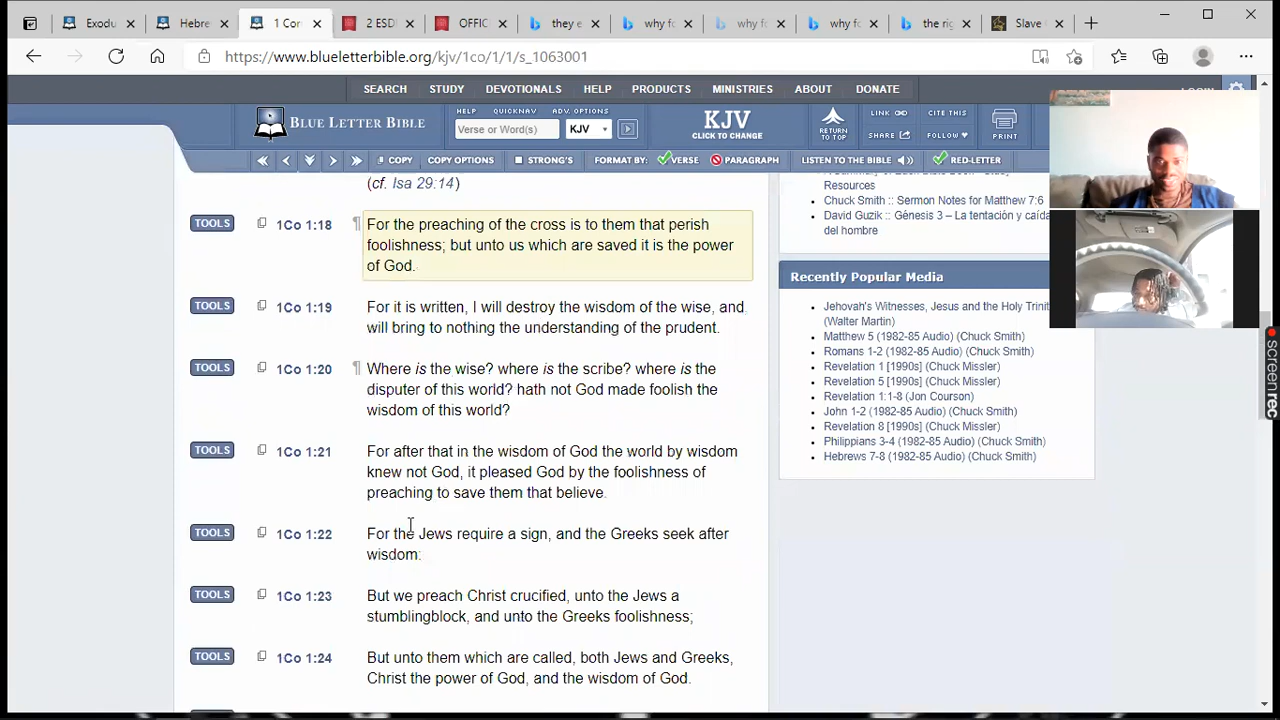 Exodu
Hebre
1 Cor
2 ESD
OFFIC
they e
why fo
why fo
why fo
the rig
Slave
https://www.blueletterbible.org/kjv/1co/1/1/s_1063001
SEARCH STUDY DEVOTIONALS HELP PRODUCTS MINISTRIES ABOUT DONATE
BLUE LETTER BIBLE
HELP QUICKNAV ADV. OPTIONS
Verse or Word(s) KJV
KJV
CLICK TO CHANGE
RETURN
TO TOP
LINK CITE THIS
SHARE FOLLOW
PRINT
COPY COPY OPTIONS STRONG'S FORMAT BY: VERSE PARAGRAPH LISTEN TO THE BIBLE RED-LETTER
(cf. Isa 29:14)
TOOLS 1Co 1:18 ¶ For the preaching of the cross is to them that perish
foolishness; but unto us which are saved it is the power
of God.
TOOLS 1Co 1:19 For it is written, I will destroy the wisdom of the wise, and
will bring to nothing the understanding of the prudent.
TOOLS 1Co 1:20 ¶ Where is the wise? where is the scribe? where is the
disputer of this world? hath not God made foolish the
wisdom of this world?
TOOLS 1Co 1:21 For after that in the wisdom of God the world by wisdom
knew not God, it pleased God by the foolishness of
preaching to save them that believe.
TOOLS 1Co 1:22 For the Jews require a sign, and the Greeks seek after
wisdom:
TOOLS 1Co 1:23 But we preach Christ crucified, unto the Jews a
stumblingblock, and unto the Greeks foolishness;
TOOLS 1Co 1:24 But unto them which are called, both Jews and Greeks,
Christ the power of God, and the wisdom of God.
Resources
Chuck Smith :: Sermon Notes for Matthew 7:6
David Guzik :: Génesis 3 – La tentación y caída
del hombre
Recently Popular Media
Jehovah's Witnesses, Jesus and the Holy Trinit
(Walter Martin)
Matthew 5 (1982-85 Audio) (Chuck Smith)
Romans 1-2 (1982-85 Audio) (Chuck Smith)
Revelation 1 [1990s] (Chuck Missler)
Revelation 5 [1990s] (Chuck Missler)
Revelation 1:1-8 (Jon Courson)
John 1-2 (1982-85 Audio) (Chuck Smith)
Revelation 8 [1990s] (Chuck Missler)
Philippians 3-4 (1982-85 Audio) (Chuck Smith)
Hebrews 7-8 (1982-85 Audio) (Chuck Smith)
screenrec